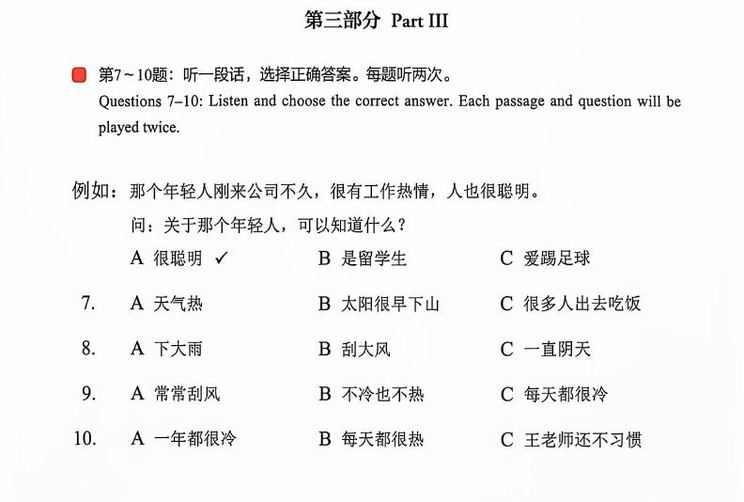 第三部分 Part III
第7~10题：听一段话，选择正确答案。每题听两次。
Questions 7–10: Listen and choose the correct answer. Each passage and question will be
played twice.
例如：那个年轻人刚来公司不久，很有工作热情，人也很聪明。
问：关于那个年轻人，可以知道什么？
A 很聪明 ✓ B 是留学生 C 爱踢足球
7. A 天气热 B 太阳很早下山 C 很多人出去吃饭
8. A 下大雨 B 刮大风 C 一直阴天
9. A 常常刮风 B 不冷也不热 C 每天都很冷
10. A 一年都很冷 B 每天都很热 C 王老师还不习惯